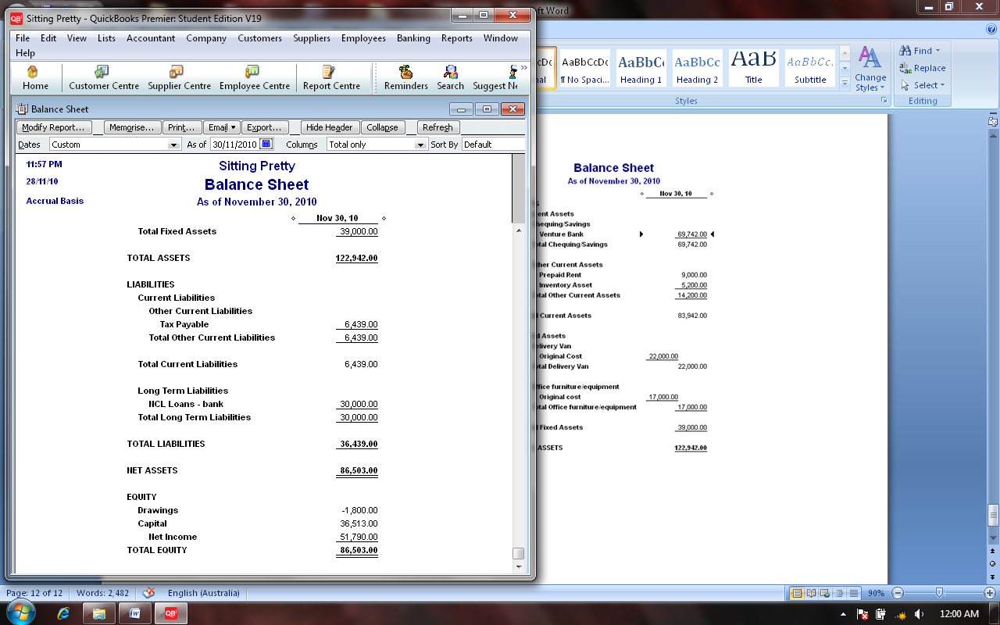 Sitting Pretty - QuickBooks Premier: Student Edition V19
File Edit View Lists Accountant Company Customers Suppliers Employees Banking Reports Window
Help
Home Customer Centre Supplier Centre Employee Centre Report Centre Reminders Search Suggest
Balance Sheet
Modify Report... Memorise... Print... Email Export... Hide Header Collapse Refresh
Dates Custom As of 30/11/2010 Columns Total only Sort By Default
11:57 PM
28/11/10
Accrual Basis
Sitting Pretty
Balance Sheet
As of November 30, 2010
Nov 30, 10
Total Fixed Assets 39,000.00
TOTAL ASSETS 122,942.00
LIABILITIES
Current Liabilities
Other Current Liabilities
Tax Payable 6,439.00
Total Other Current Liabilities 6,439.00
Total Current Liabilities 6,439.00
Long Term Liabilities
NCL Loans - bank 30,000.00
Total Long Term Liabilities 30,000.00
TOTAL LIABILITIES 36,439.00
NET ASSETS 86,503.00
EQUITY
Drawings -1,800.00
Capital 36,513.00
Net Income 51,790.00
TOTAL EQUITY 86,503.00
ft Word
AaBbCcDc AaBbC AaBbCc AaB AaBbCc.
¶ No Spaci... Heading 1 Heading 2 Title Subtitle
Change Styles
Styles
Find
Replace
Select
Editing
Balance Sheet
As of November 30, 2010
Nov 30, 10
ent Assets
hequing/Savings
Venture Bank 69,742.00
tal Chequing/Savings 69,742.00
her Current Assets
Prepaid Rent 9,000.00
Inventory Asset 5,200.00
tal Other Current Assets 14,200.00
l Current Assets 83,942.00
d Assets
elivery Van
Original Cost 22,000.00
tal Delivery Van 22,000.00
ffice furniture/equipment
Original cost 17,000.00
tal Office furniture/equipment 17,000.00
l Fixed Assets 39,000.00
ASSETS 122,942.00
Page: 12 of 12 Words: 2,482 English (Australia) 90%
12:00 AM